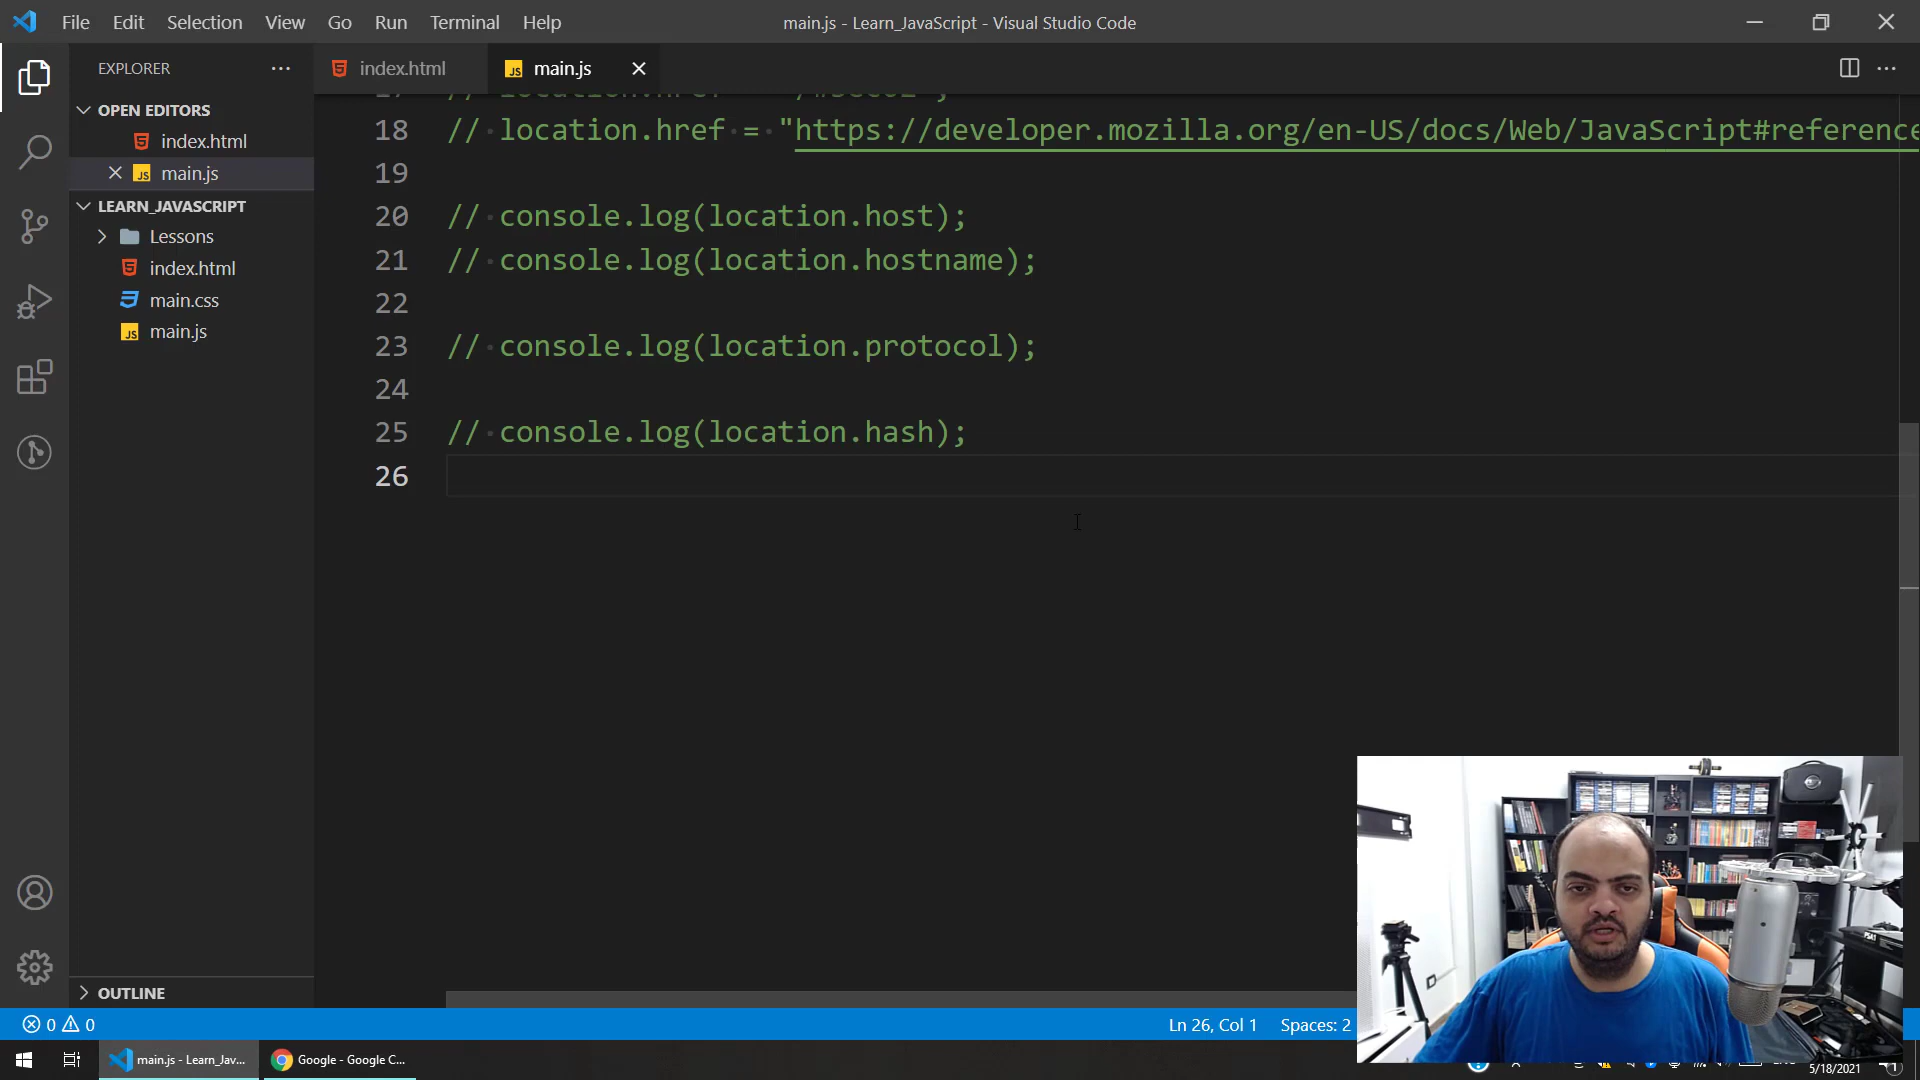 File Edit Selection View Go Run Terminal Help
main.js - Learn_JavaScript - Visual Studio Code
EXPLORER
index.html
main.js
OPEN EDITORS
index.html
main.js
LEARN_JAVASCRIPT
Lessons
index.html
main.css
main.js
OUTLINE
18 // location.href = "https://developer.mozilla.org/en-US/docs/Web/JavaScript#reference
19
20 // console.log(location.host);
21 // console.log(location.hostname);
22
23 // console.log(location.protocol);
24
25 // console.log(location.hash);
26
0 0
Ln 26, Col 1 Spaces: 2
main.js - Learn_Jav...
Google - Google C...
5/18/2021